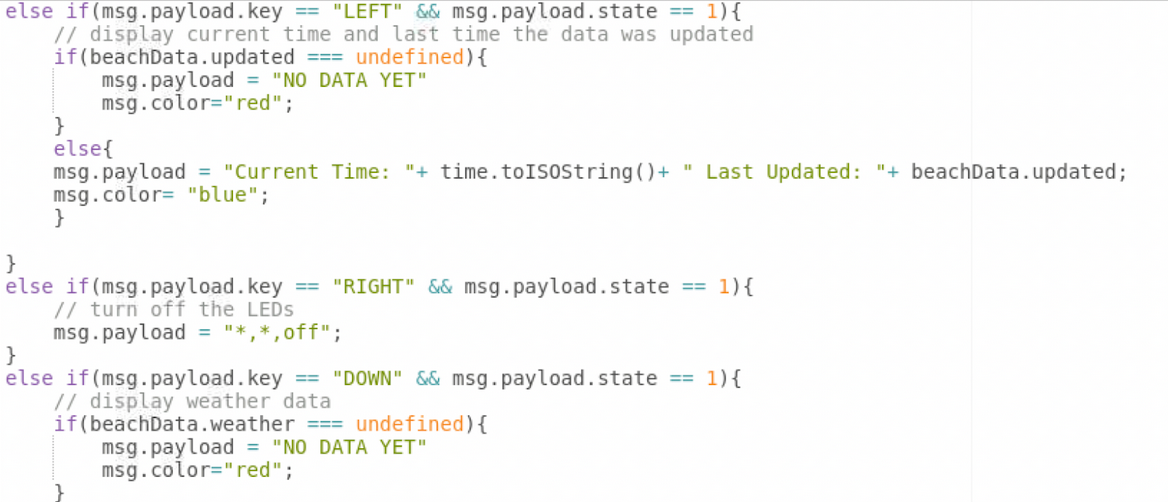 else if(msg.payload.key == "LEFT" && msg.payload.state == 1){
    // display current time and last time the data was updated
    if(beachData.updated === undefined){
        msg.payload = "NO DATA YET"
        msg.color="red";
    }
    else{
    msg.payload = "Current Time: "+ time.toISOString()+ " Last Updated: "+ beachData.updated;
    msg.color= "blue";
    }

}
else if(msg.payload.key == "RIGHT" && msg.payload.state == 1){
    // turn off the LEDs
    msg.payload = "*,*,off";
}
else if(msg.payload.key == "DOWN" && msg.payload.state == 1){
    // display weather data
    if(beachData.weather === undefined){
        msg.payload = "NO DATA YET"
        msg.color="red";
    }